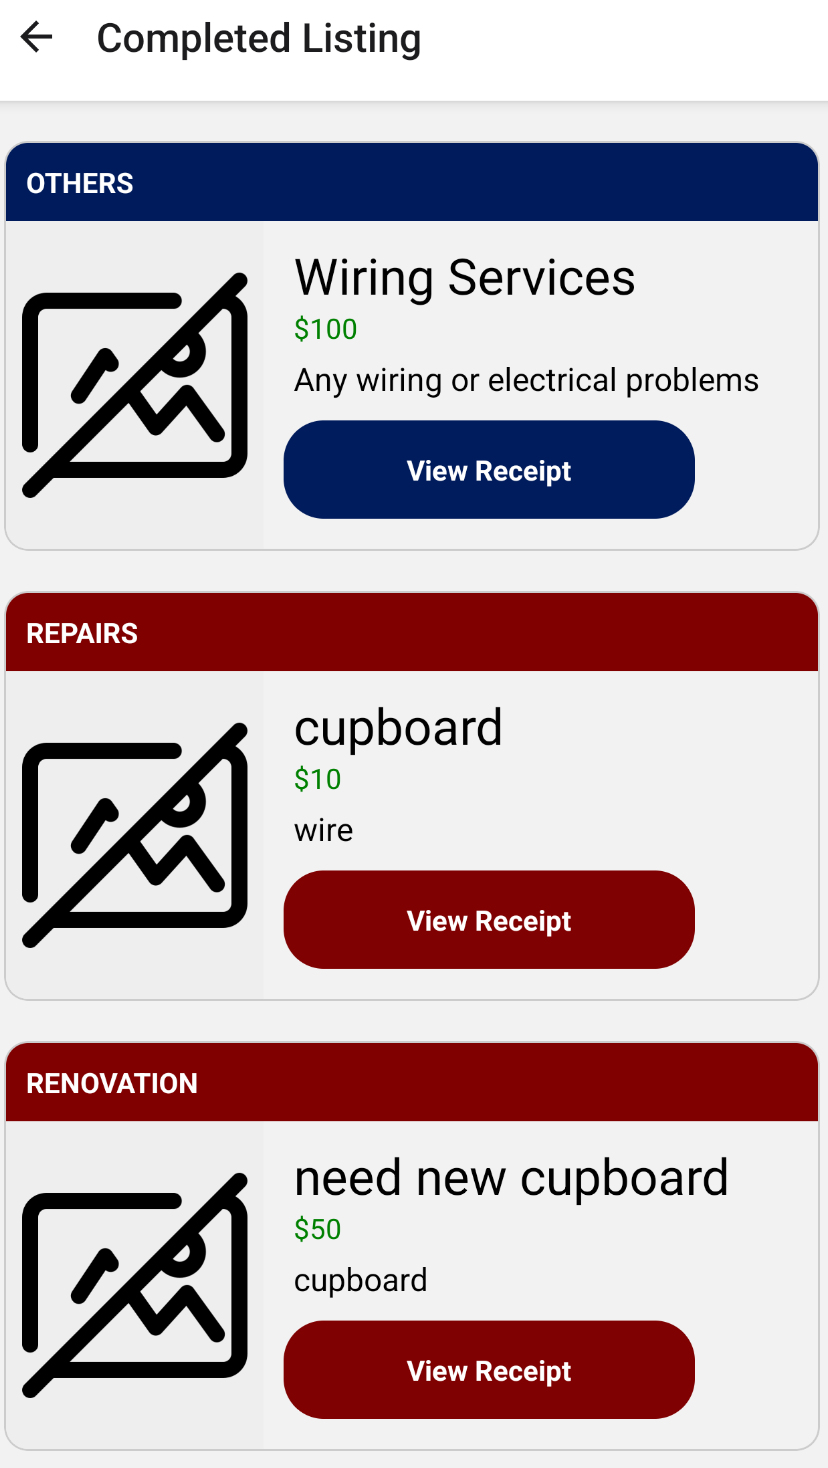 Completed Listing
OTHERS
Wiring Services
$100
Any wiring or electrical problems
View Receipt
REPAIRS
cupboard
$10
wire
View Receipt
RENOVATION
need new cupboard
$50
cupboard
View Receipt